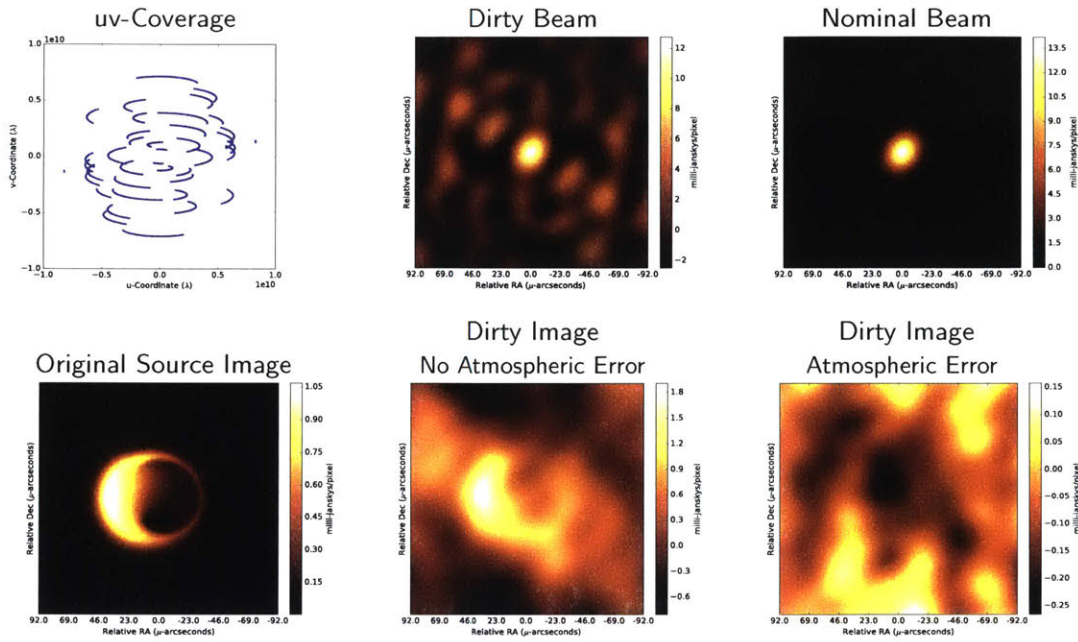 uv-Coverage
1e10
1.0
0.5
0.0
−0.5
−1.0
v-Coordinate (λ)
−1.0 −0.5 0.0 0.5 1.0
1e10
u-Coordinate (λ)
Dirty Beam
Relative Dec (μ-arcseconds)
92.0 69.0 46.0 23.0 0.0 -23.0 -46.0 -69.0 -92.0
Relative RA (μ-arcseconds)
12
10
8
6
4
2
0
−2
milli-janskys/pixel
Nominal Beam
Relative Dec (μ-arcseconds)
92.0 69.0 46.0 23.0 0.0 -23.0 -46.0 -69.0 -92.0
Relative RA (μ-arcseconds)
13.5
12.0
10.5
9.0
7.5
6.0
4.5
3.0
1.5
0.0
milli-janskys/pixel
Original Source Image
Relative Dec (μ-arcseconds)
92.0 69.0 46.0 23.0 0.0 -23.0 -46.0 -69.0 -92.0
Relative RA (μ-arcseconds)
1.05
0.90
0.75
0.60
0.45
0.30
0.15
milli-janskys/pixel
Dirty Image
No Atmospheric Error
Relative Dec (μ-arcseconds)
92.0 69.0 46.0 23.0 0.0 -23.0 -46.0 -69.0 -92.0
Relative RA (μ-arcseconds)
1.8
1.5
1.2
0.9
0.6
0.3
0.0
−0.3
−0.6
milli-janskys/pixel
Dirty Image
Atmospheric Error
Relative Dec (μ-arcseconds)
92.0 69.0 46.0 23.0 0.0 -23.0 -46.0 -69.0 -92.0
Relative RA (μ-arcseconds)
0.15
0.10
0.05
0.00
−0.05
−0.10
−0.15
−0.20
−0.25
milli-janskys/pixel